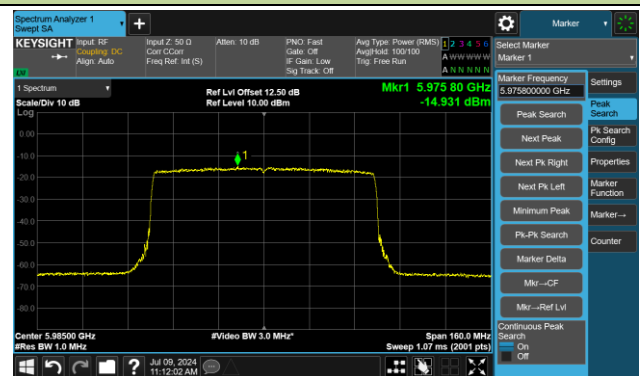 Spectrum Analyzer 1
Swept SA
+
Marker
KEYSIGHT
Input: RF
Coupling: DC
Align: Auto
Input Z: 50 Ω
Corr CCorr
Freq Ref: Int (S)
Atten: 10 dB
PNO: Fast
Gate: Off
IF Gain: Low
Sig Track: Off
Avg Type: Power (RMS)
Avg|Hold: 100/100
Trig: Free Run
1 2 3 4 5 6
A W W W W W
A N N N N N
LXI
Select Marker
Marker 1
1 Spectrum
Scale/Div 10 dB
Log
Ref Lvl Offset 12.50 dB
Ref Level 10.00 dBm
Mkr1 5.975 80 GHz
-14.931 dBm
0.00
-10.0
-20.0
-30.0
-40.0
-50.0
-60.0
-70.0
-80.0
1
Center 5.98500 GHz
#Res BW 1.0 MHz
#Video BW 3.0 MHz*
Span 160.0 MHz
Sweep 1.07 ms (2001 pts)
Marker Frequency
5.975800000 GHz
Peak Search
Next Peak
Next Pk Right
Next Pk Left
Minimum Peak
Pk-Pk Search
Marker Delta
Mkr→CF
Mkr→Ref Lvl
Continuous Peak
Search
On
Off
Settings
Peak
Search
Pk Search
Config
Properties
Marker
Function
Marker→
Counter
?
Jul 09, 2024
11:12:02 AM